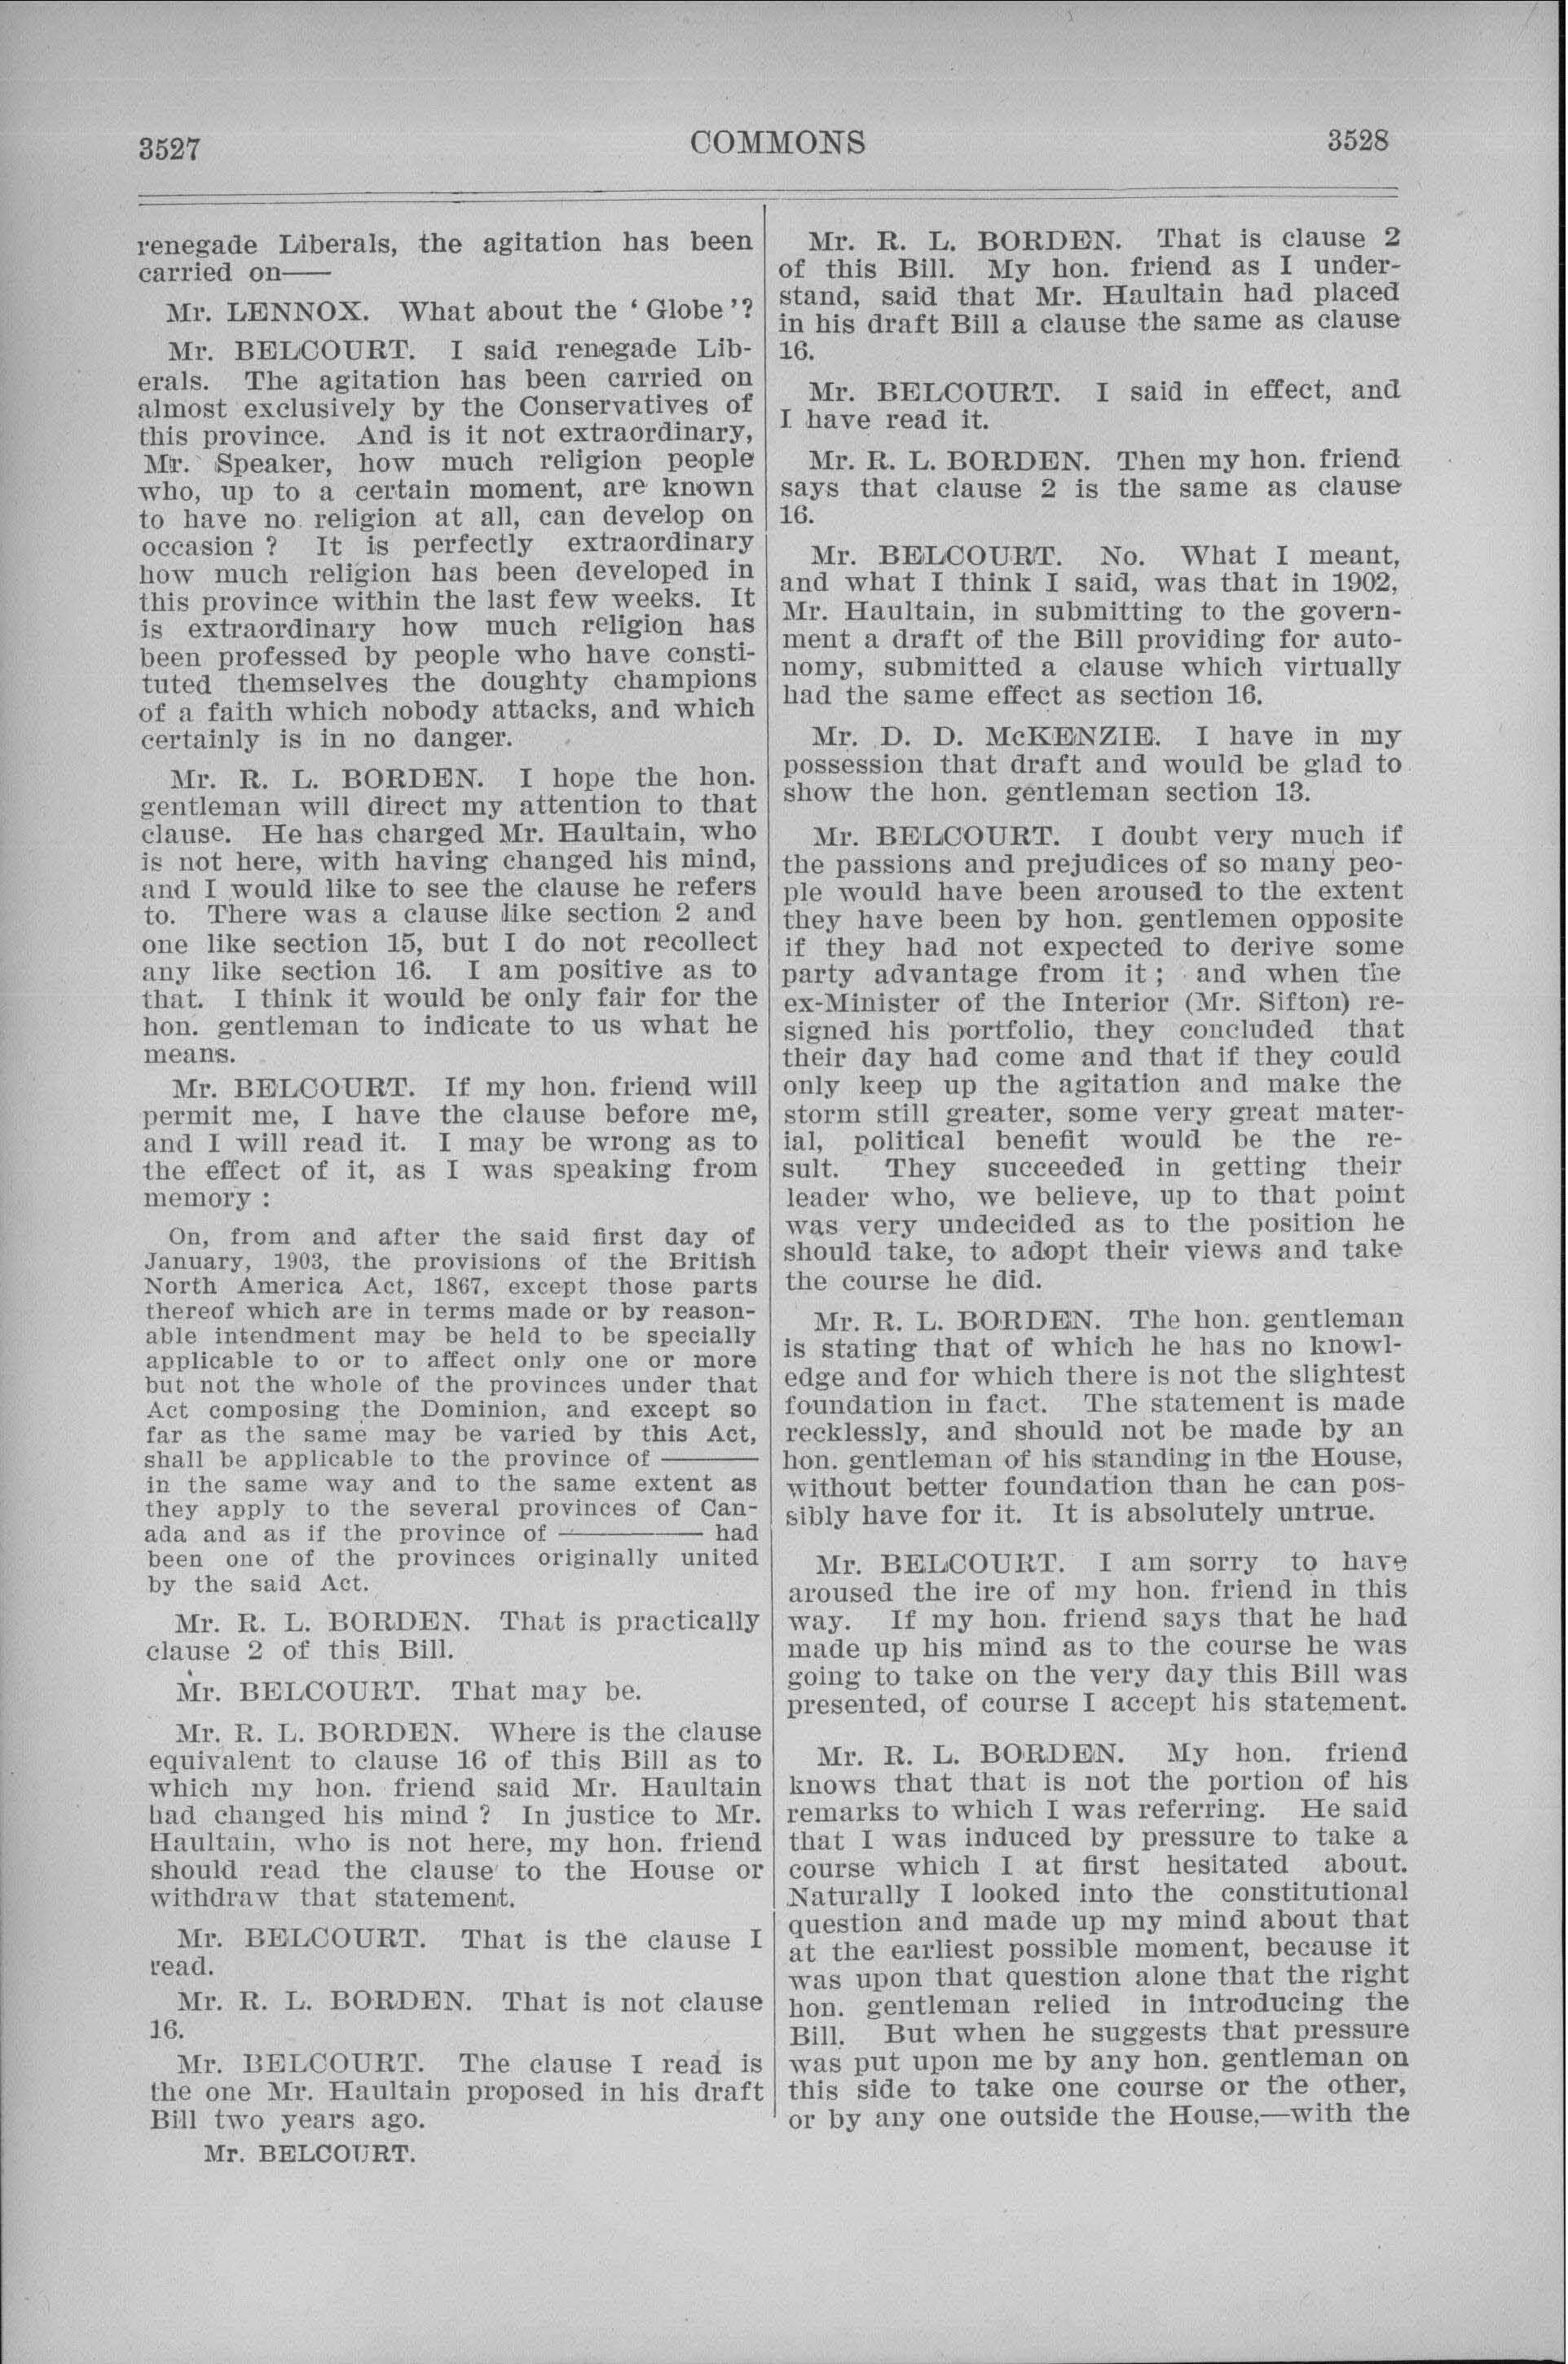 3527
COMMONS
3528
renegade Liberals, the agitation has been
carried on——
Mr. LENNOX. What about the ‘Globe’?
Mr. BELCOURT. I said renegade Lib-
erals. The agitation has been carried on
almost exclusively by the Conservatives of
this province. And is it not extraordinary,
Mr. Speaker, how much religion people
who, up to a certain moment, are known
to have no religion at all, can develop on
occasion ? It is perfectly extraordinary
how much religion has been developed in
this province within the last few weeks. It
is extraordinary how much religion has
been professed by people who have consti-
tuted themselves the doughty champions
of a faith which nobody attacks, and which
certainly is in no danger.
Mr. R. L. BORDEN. I hope the hon.
gentleman will direct my attention to that
clause. He has charged Mr. Haultain, who
is not here, with having changed his mind,
and I would like to see the clause he refers
to. There was a clause like section 2 and
one like section 15, but I do not recollect
any like section 16. I am positive as to
that. I think it would be only fair for the
hon. gentleman to indicate to us what he
means.
Mr. BELCOURT. If my hon. friend will
permit me, I have the clause before me,
and I will read it. I may be wrong as to
the effect of it, as I was speaking from
memory :
On, from and after the said first day of
January, 1903, the provisions of the British
North America Act, 1867, except those parts
thereof which are in terms made or by reason-
able intendment may be held to be specially
applicable to or to affect only one or more
but not the whole of the provinces under that
Act composing the Dominion, and except so
far as the same may be varied by this Act,
shall be applicable to the province of ———
in the same way and to the same extent as
they apply to the several provinces of Can-
ada and as if the province of ———— had
been one of the provinces originally united
by the said Act.
Mr. R. L. BORDEN. That is practically
clause 2 of this Bill.
Mr. BELCOURT. That may be.
Mr. R. L. BORDEN. Where is the clause
equivalent to clause 16 of this Bill as to
which my hon. friend said Mr. Haultain
had changed his mind ? In justice to Mr.
Haultain, who is not here, my hon. friend
should read the clause to the House or
withdraw that statement.
Mr. BELCOURT. That is the clause I
read.
Mr. R. L. BORDEN. That is not clause
16.
Mr. BELCOURT. The clause I read is
the one Mr. Haultain proposed in his draft
Bill two years ago.
Mr. BELCOURT.
Mr. R. L. BORDEN. That is clause 2
of this Bill. My hon. friend as I under-
stand, said that Mr. Haultain had placed
in his draft Bill a clause the same as clause
16.
Mr. BELCOURT. I said in effect, and
I have read it.
Mr. R. L. BORDEN. Then my hon. friend
says that clause 2 is the same as clause
16.
Mr. BELCOURT. No. What I meant,
and what I think I said, was that in 1902,
Mr. Haultain, in submitting to the govern-
ment a draft of the Bill providing for auto-
nomy, submitted a clause which virtually
had the same effect as section 16.
Mr. D. D. McKENZIE. I have in my
possession that draft and would be glad to
show the hon. gentleman section 13.
Mr. BELCOURT. I doubt very much if
the passions and prejudices of so many peo-
ple would have been aroused to the extent
they have been by hon. gentlemen opposite
if they had not expected to derive some
party advantage from it ; and when the
ex-Minister of the Interior (Mr. Sifton) re-
signed his portfolio, they concluded that
their day had come and that if they could
only keep up the agitation and make the
storm still greater, some very great mater-
ial, political benefit would be the re-
sult. They succeeded in getting their
leader who, we believe, up to that point
was very undecided as to the position he
should take, to adopt their views and take
the course he did.
Mr. R. L. BORDEN. The hon. gentleman
is stating that of which he has no knowl-
edge and for which there is not the slightest
foundation in fact. The statement is made
recklessly, and should not be made by an
hon. gentleman of his standing in the House,
without better foundation than he can pos-
sibly have for it. It is absolutely untrue.
Mr. BELCOURT. I am sorry to have
aroused the ire of my hon. friend in this
way. If my hon. friend says that he had
made up his mind as to the course he was
going to take on the very day this Bill was
presented, of course I accept his statement.
Mr. R. L. BORDEN. My hon. friend
knows that that is not the portion of his
remarks to which I was referring. He said
that I was induced by pressure to take a
course which I at first hesitated about.
Naturally I looked into the constitutional
question and made up my mind about that
at the earliest possible moment, because it
was upon that question alone that the right
hon. gentleman relied in introducing the
Bill. But when he suggests that pressure
was put upon me by any hon. gentleman on
this side to take one course or the other,
or by any one outside the House,—with the